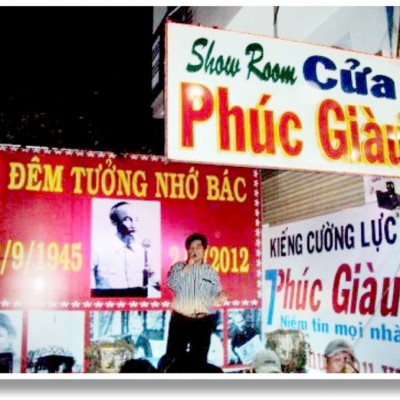 Show Room Cửa
Phúc Giàu
ĐÊM TƯỞNG NHỚ BÁC
/9/1945
2012
KIẾNG CƯỜNG LỰC
Phúc Giàu
Niềm tin mọi nhà